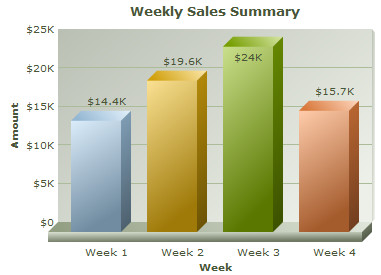 Weekly Sales Summary
$25K
$20K
$15K
$10K
$5K
$0
Amount
$14.4K
$19.6K
$24K
$15.7K
Week 1
Week 2
Week 3
Week 4
Week